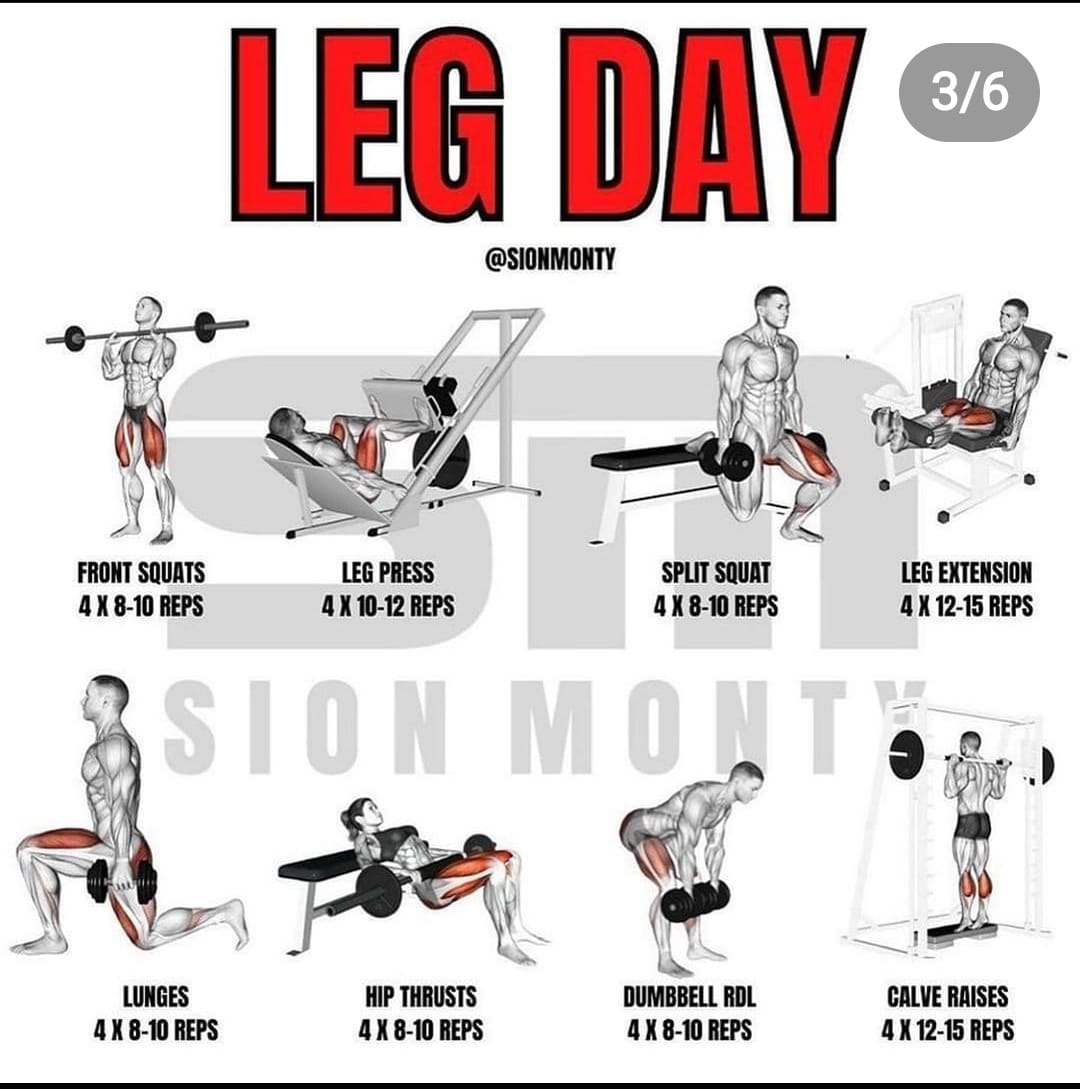 LEG DAY
3/6
@SIONMONTY
sm
SION MONTY
FRONT SQUATS
4 X 8-10 REPS
LEG PRESS
4 X 10-12 REPS
SPLIT SQUAT
4 X 8-10 REPS
LEG EXTENSION
4 X 12-15 REPS
LUNGES
4 X 8-10 REPS
HIP THRUSTS
4 X 8-10 REPS
DUMBBELL RDL
4 X 8-10 REPS
CALVE RAISES
4 X 12-15 REPS